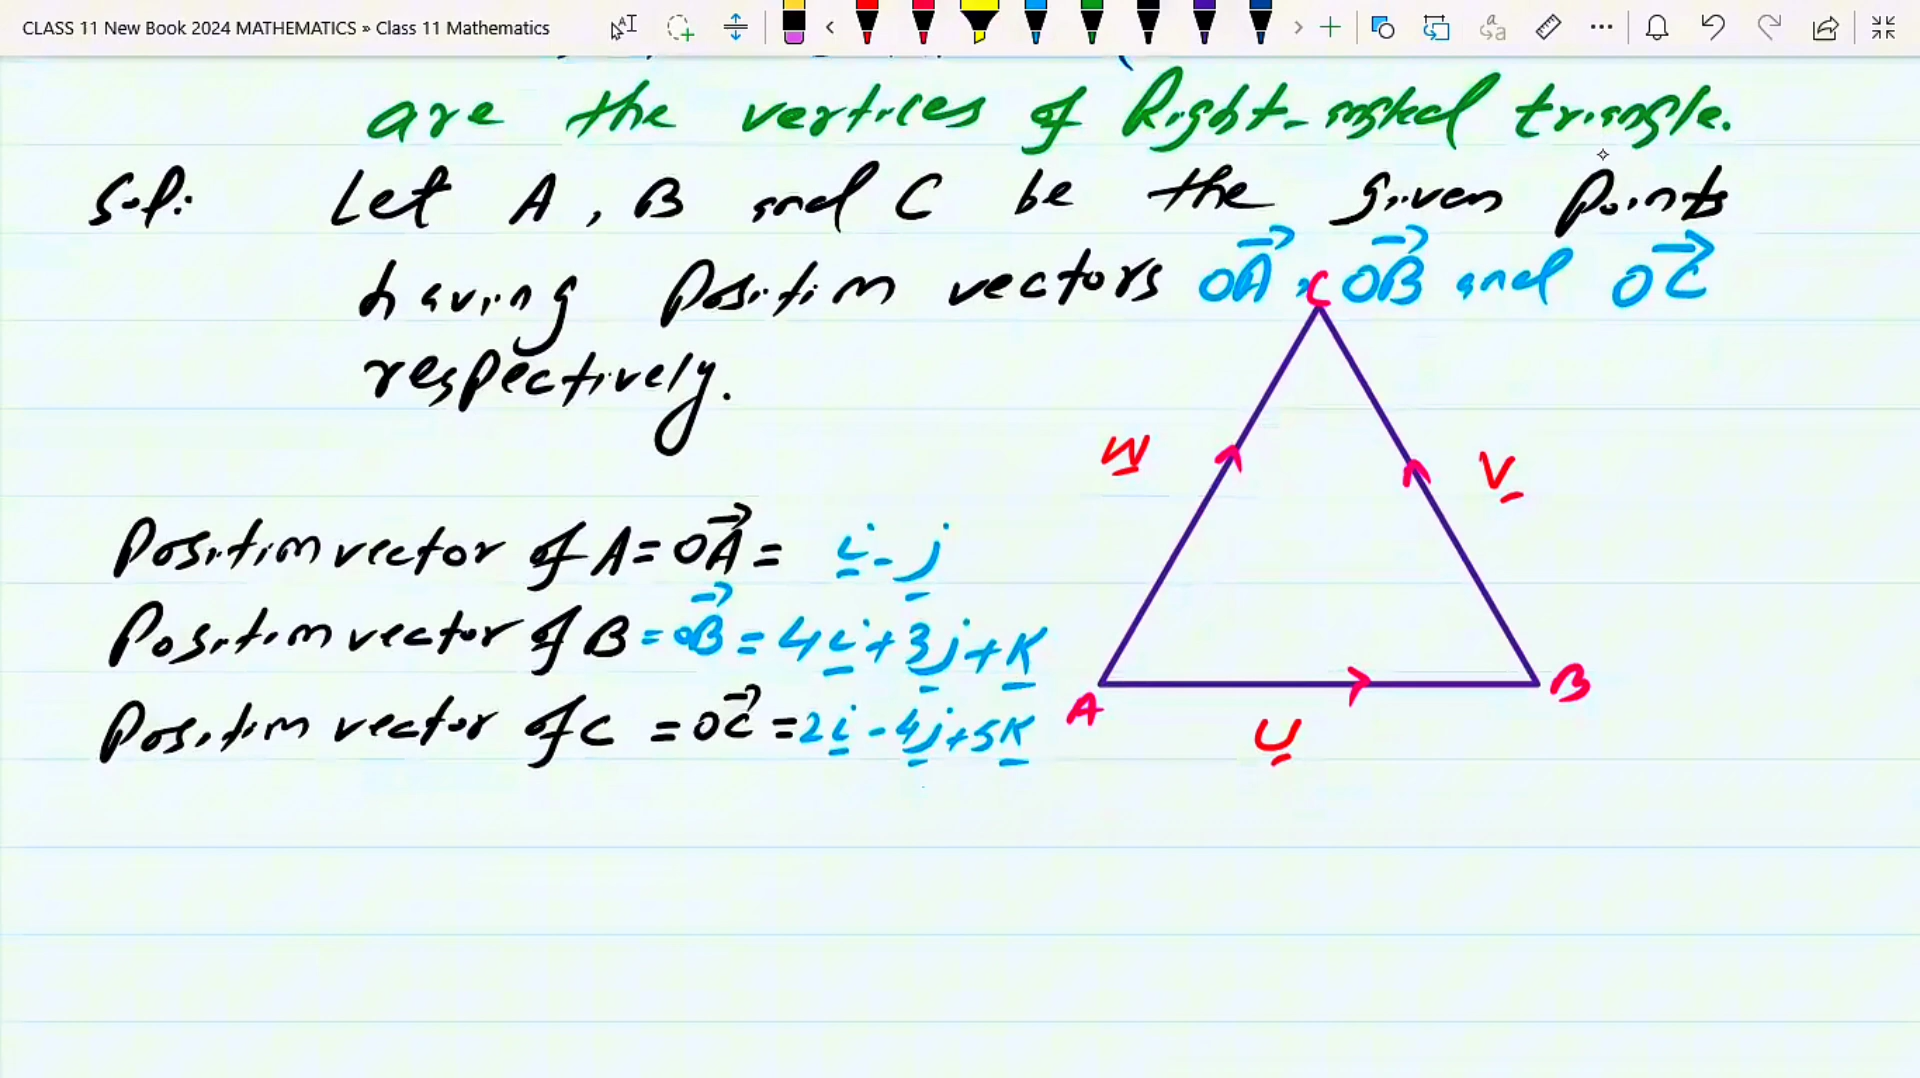 CLASS 11 New Book 2024 MATHEMATICS » Class 11 Mathematics
are the vertices of Right-angled triangle.
Sol: Let A, B and C be the given Points
having Position vectors OA⃗, OB⃗ and OC⃗
respectively.
Position vector of A = OA⃗ = i - j
Position vector of B = OB⃗ = 4i + 3j + K
Position vector of C = OC⃗ = 2i - 4j + 5K
C
W
V
A
B
U